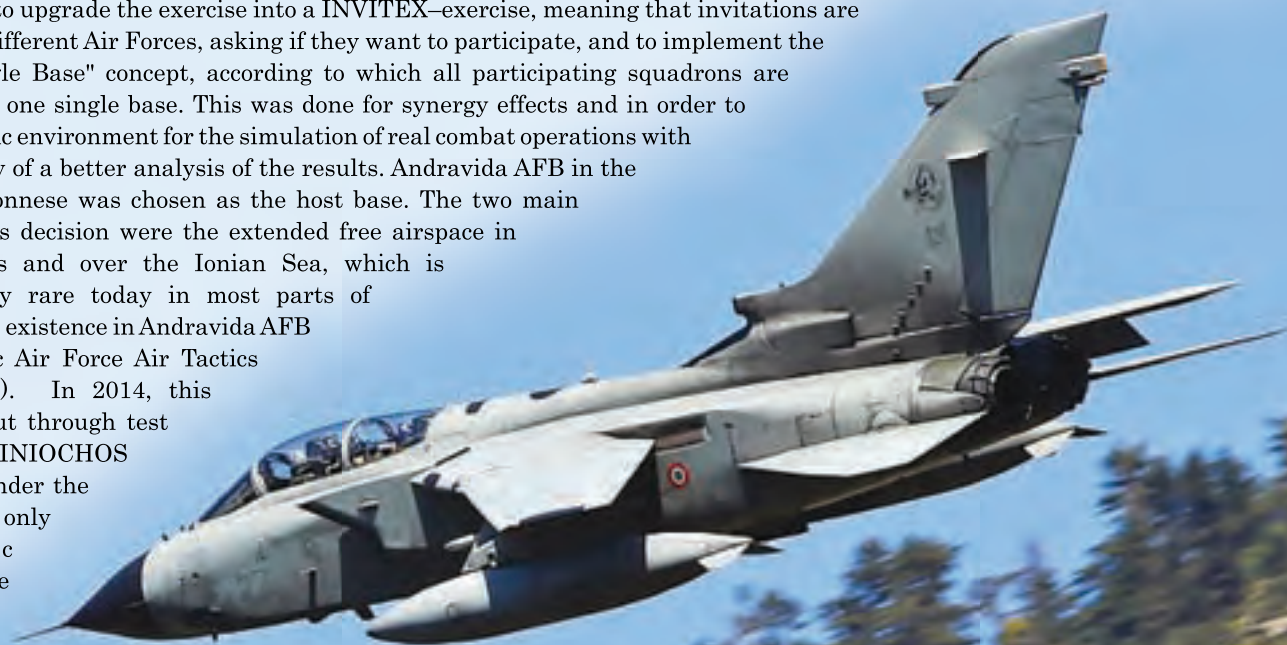 to upgrade the exercise into a INVITEX–exercise, meaning that invitations are
ifferent Air Forces, asking if they want to participate, and to implement the
gle Base" concept, according to which all participating squadrons are
one single base. This was done for synergy effects and in order to
ic environment for the simulation of real combat operations with
y of a better analysis of the results. Andravida AFB in the
onnese was chosen as the host base. The two main
s decision were the extended free airspace in
s and over the Ionian Sea, which is
y rare today in most parts of
existence in Andravida AFB
c Air Force Air Tactics
). In 2014, this
ut through test
INIOCHOS
nder the
only
c
e